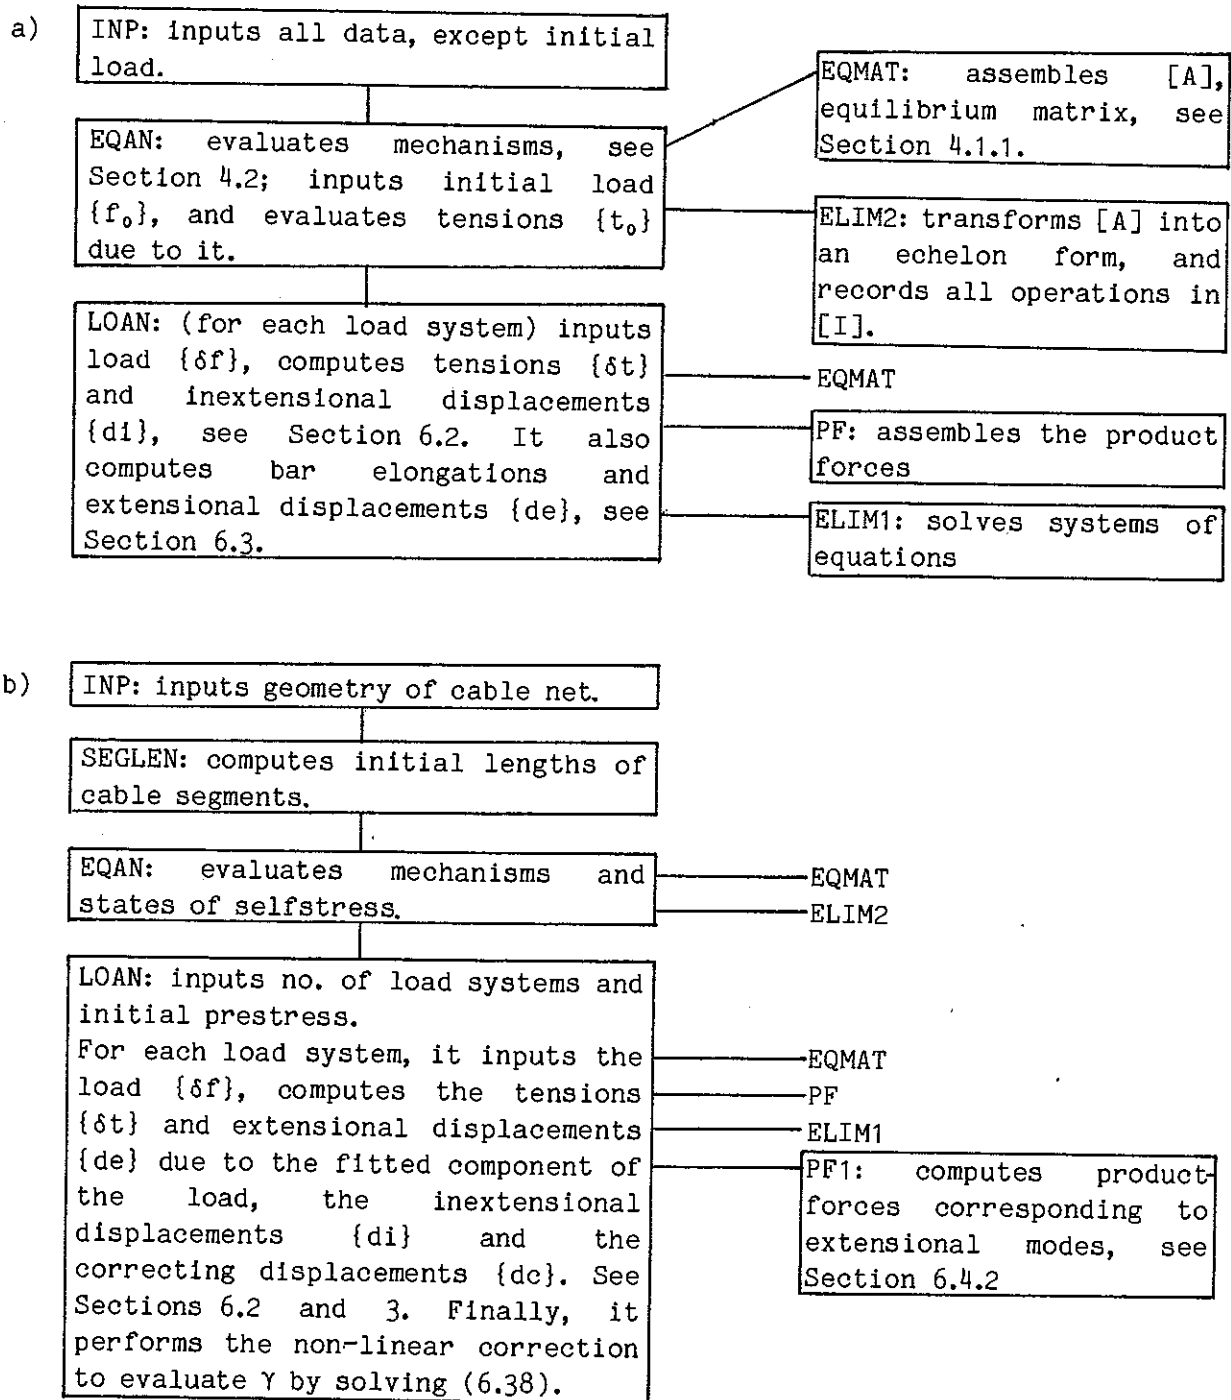 a)
INP: inputs all data, except initial
load.
EQAN: evaluates mechanisms, see
Section 4.2; inputs initial load
{f₀}, and evaluates tensions {t₀}
due to it.
EQMAT: assembles [A],
equilibrium matrix, see
Section 4.1.1.
ELIM2: transforms [A] into
an echelon form, and
records all operations in
[I].
LOAN: (for each load system) inputs
load {δf}, computes tensions {δt}
and inextensional displacements
{di}, see Section 6.2. It also
computes bar elongations and
extensional displacements {de}, see
Section 6.3.
EQMAT
PF: assembles the product
forces
ELIM1: solves systems of
equations
b)
INP: inputs geometry of cable net.
SEGLEN: computes initial lengths of
cable segments.
EQAN: evaluates mechanisms and
states of selfstress.
EQMAT
ELIM2
LOAN: inputs no. of load systems and
initial prestress.
For each load system, it inputs the
load {δf}, computes the tensions
{δt} and extensional displacements
{de} due to the fitted component of
the load, the inextensional
displacements {di} and the
correcting displacements {dc}. See
Sections 6.2 and 3. Finally, it
performs the non-linear correction
to evaluate γ by solving (6.38).
EQMAT
PF
ELIM1
PF1: computes product-
forces corresponding to
extensional modes, see
Section 6.4.2